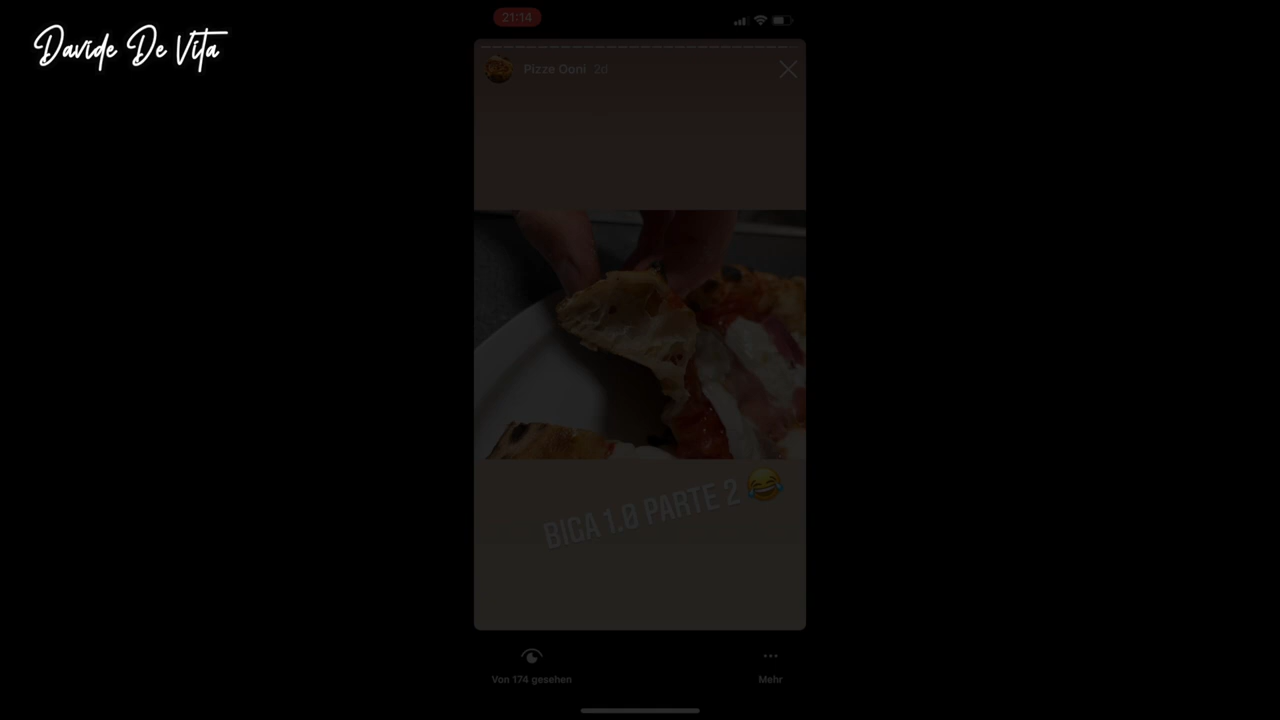 Davide De Vita
21:14
Pizze Ooni 2d
BIGA 1.0 PARTE 2 😂
Von 174 gesehen
Mehr